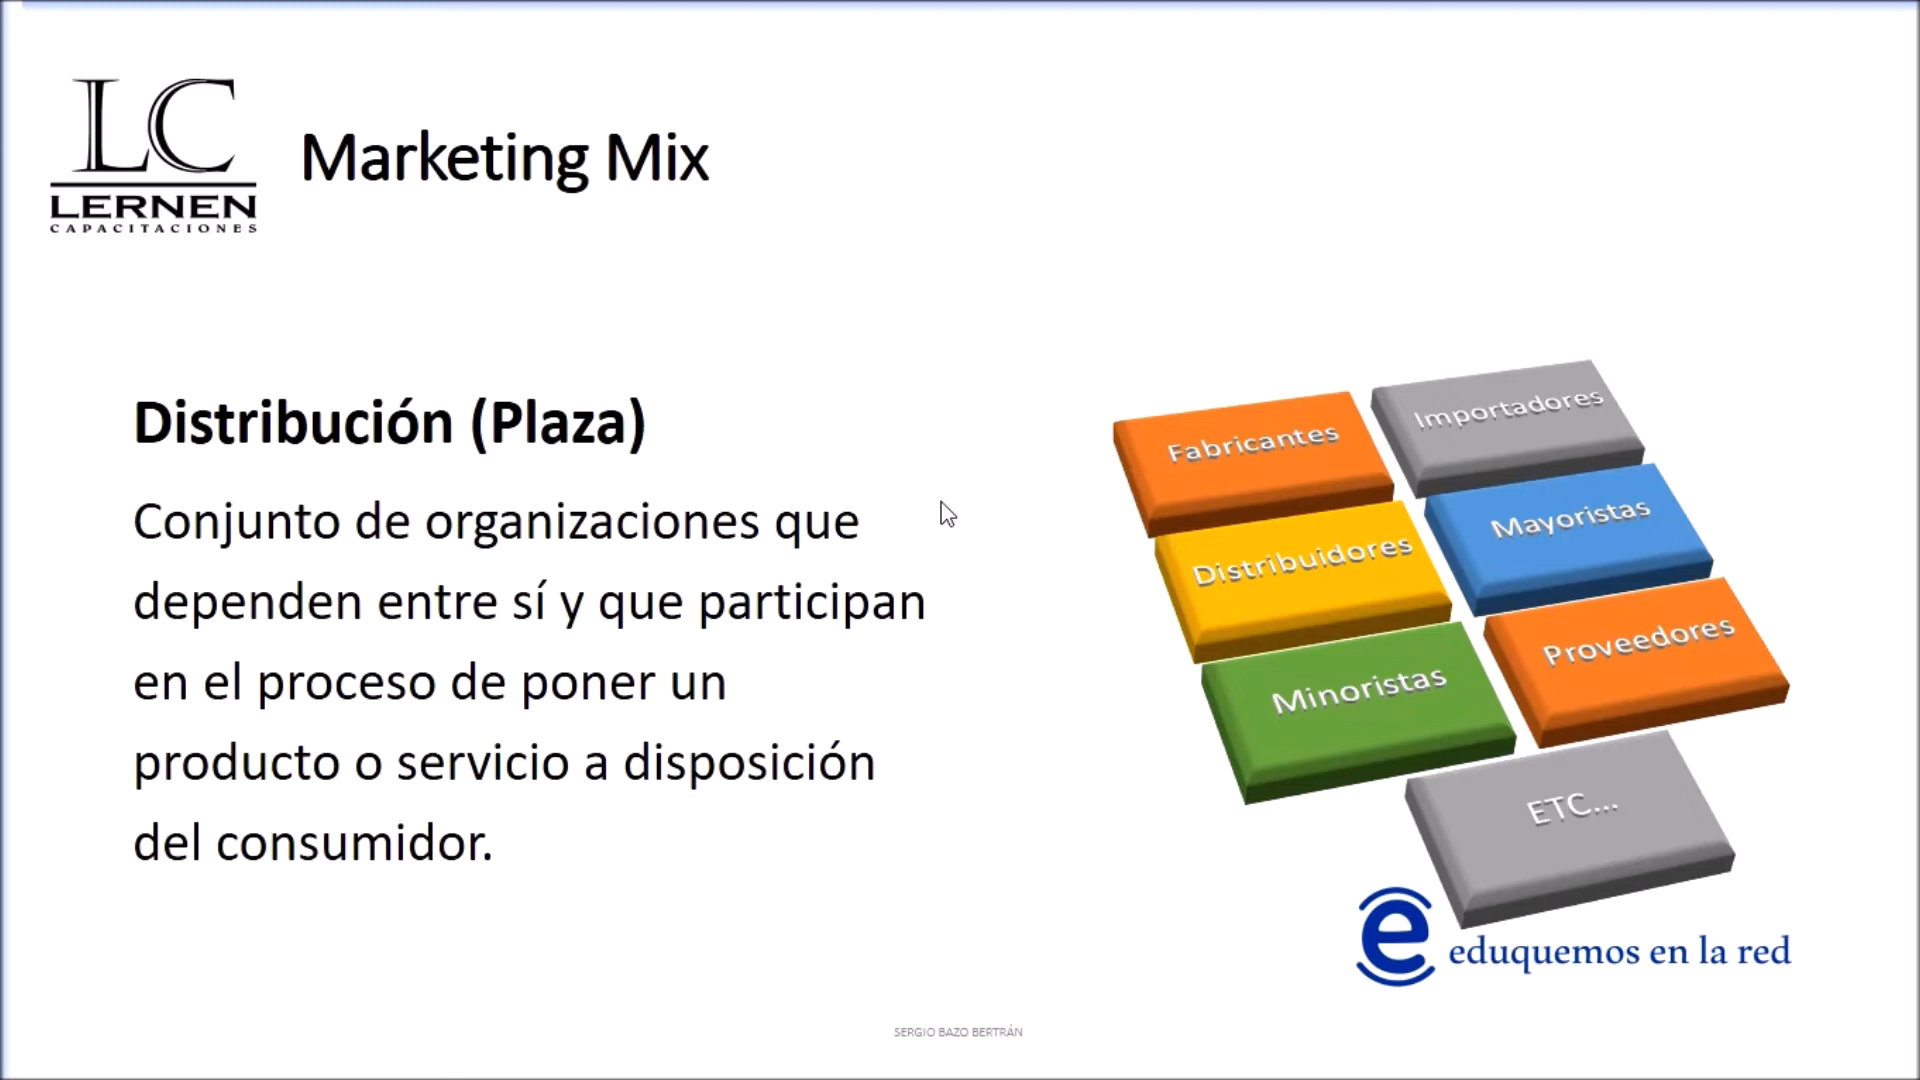 LC
LERNEN
CAPACITACIONES
Marketing Mix
Distribución (Plaza)
Conjunto de organizaciones que
dependen entre sí y que participan
en el proceso de poner un
producto o servicio a disposición
del consumidor.
Fabricantes
Importadores
Distribuidores
Mayoristas
Minoristas
Proveedores
ETC...
e eduquemos en la red
SERGIO BAZO BERTRÁN